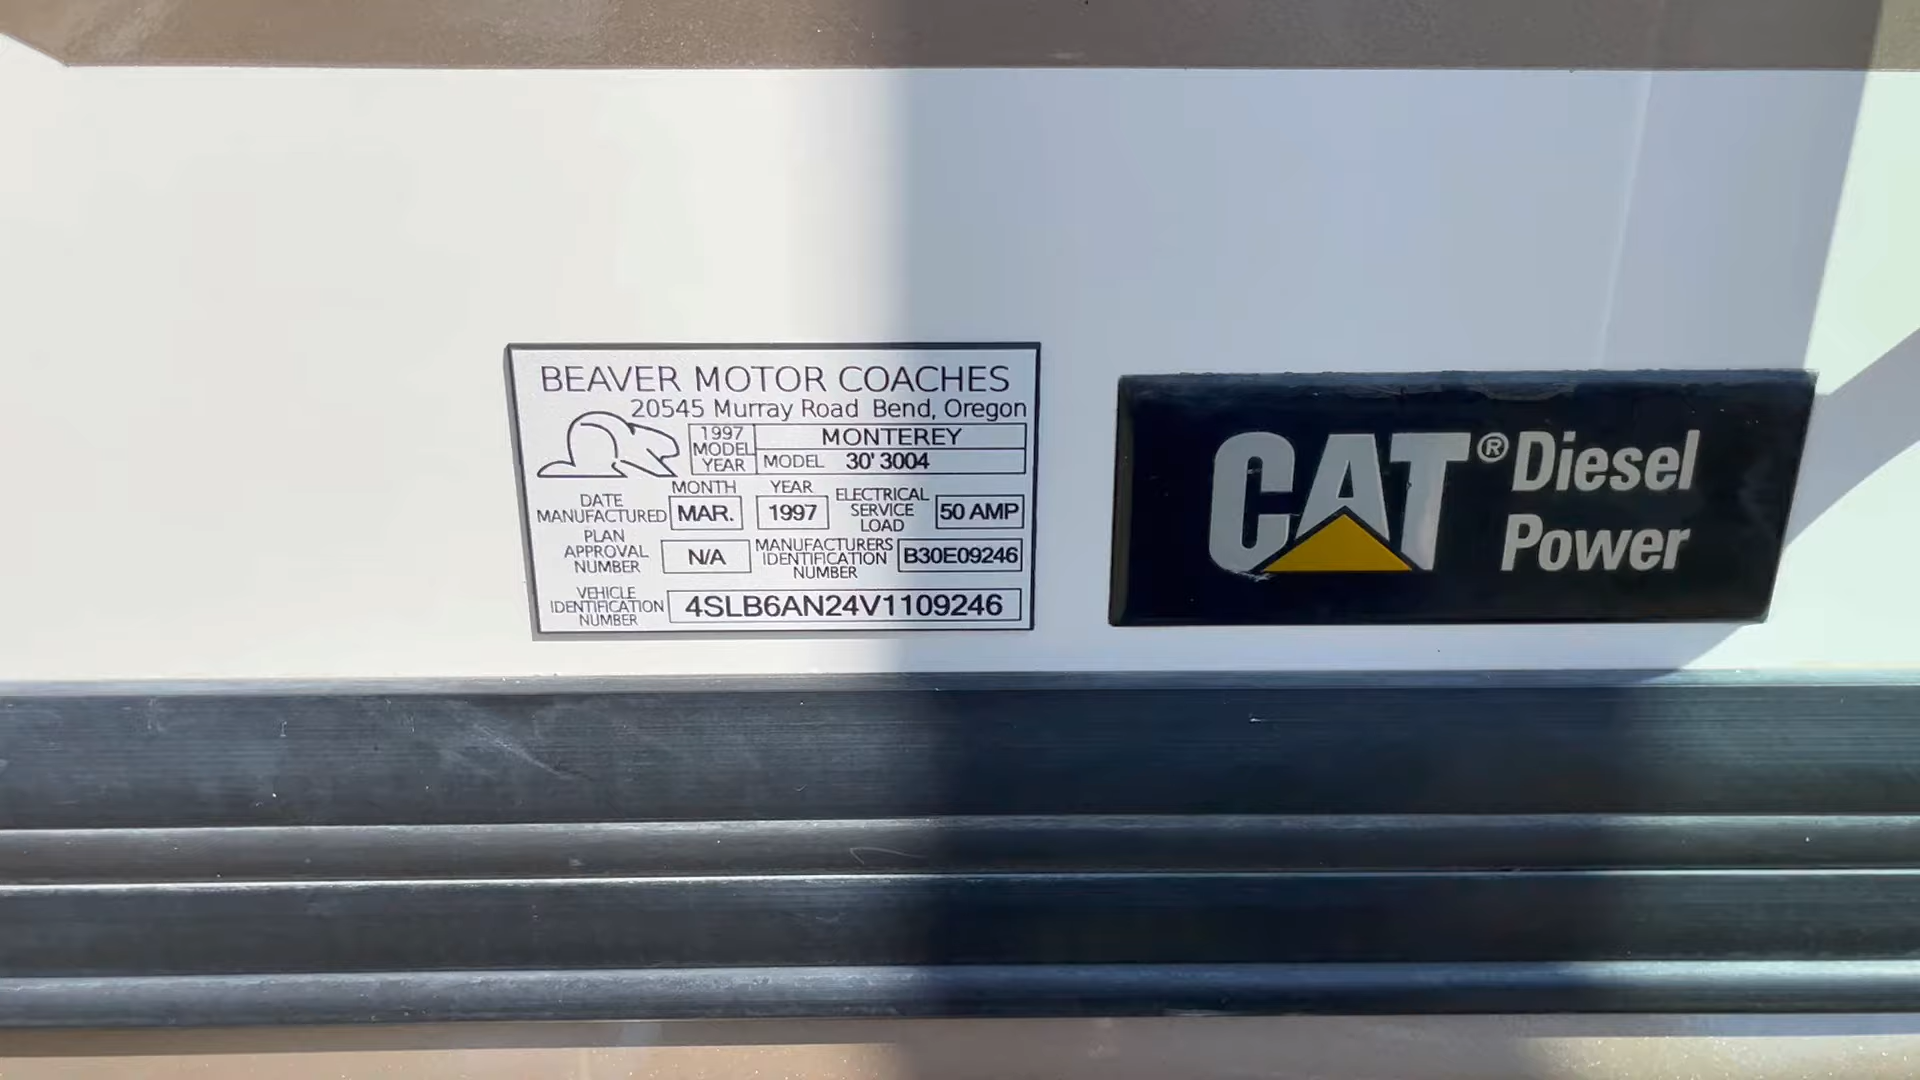 BEAVER MOTOR COACHES
20545 Murray Road Bend, Oregon
1997 MODEL YEAR
MONTEREY
MODEL 30' 3004
DATE MANUFACTURED
MONTH
MAR.
YEAR
1997
ELECTRICAL SERVICE LOAD
50 AMP
PLAN APPROVAL NUMBER
N/A
MANUFACTURERS IDENTIFICATION NUMBER
B30E09246
VEHICLE IDENTIFICATION NUMBER
4SLB6AN24V1109246
CAT® Diesel
Power